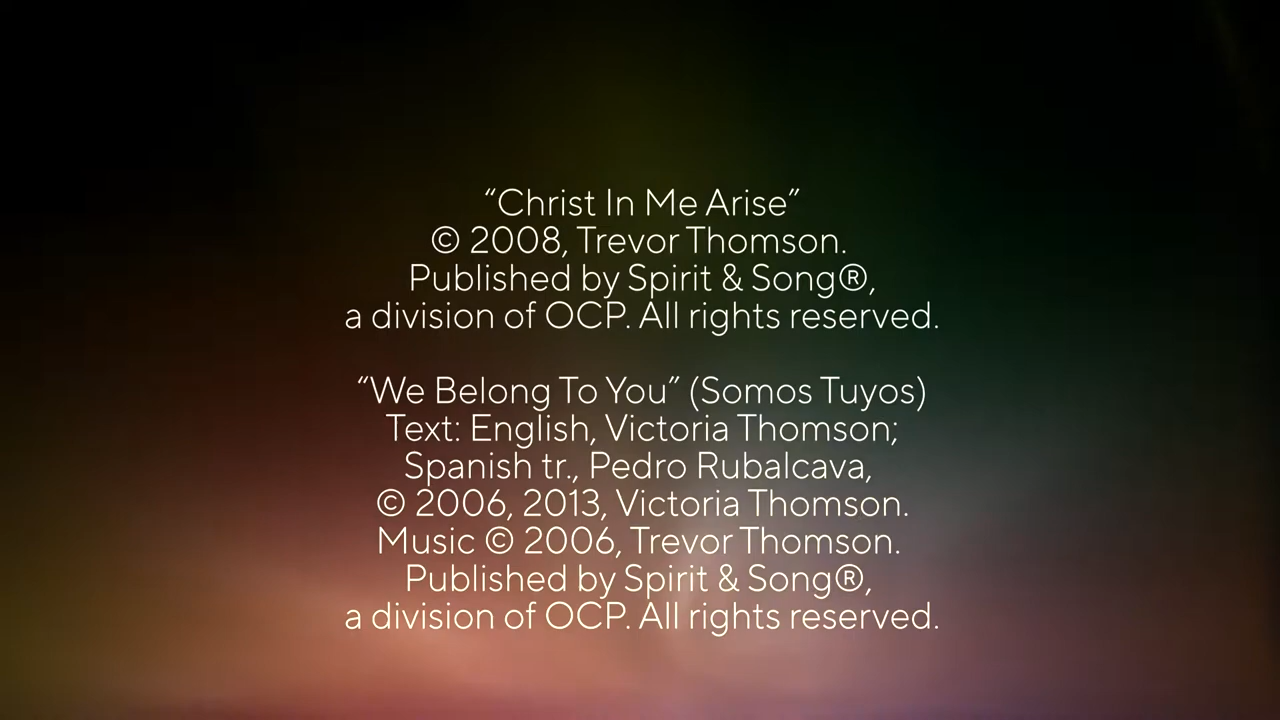 “Christ In Me Arise”
© 2008, Trevor Thomson.
Published by Spirit & Song®,
a division of OCP. All rights reserved.
“We Belong To You” (Somos Tuyos)
Text: English, Victoria Thomson;
Spanish tr., Pedro Rubalcava,
© 2006, 2013, Victoria Thomson.
Music © 2006, Trevor Thomson.
Published by Spirit & Song®,
a division of OCP. All rights reserved.